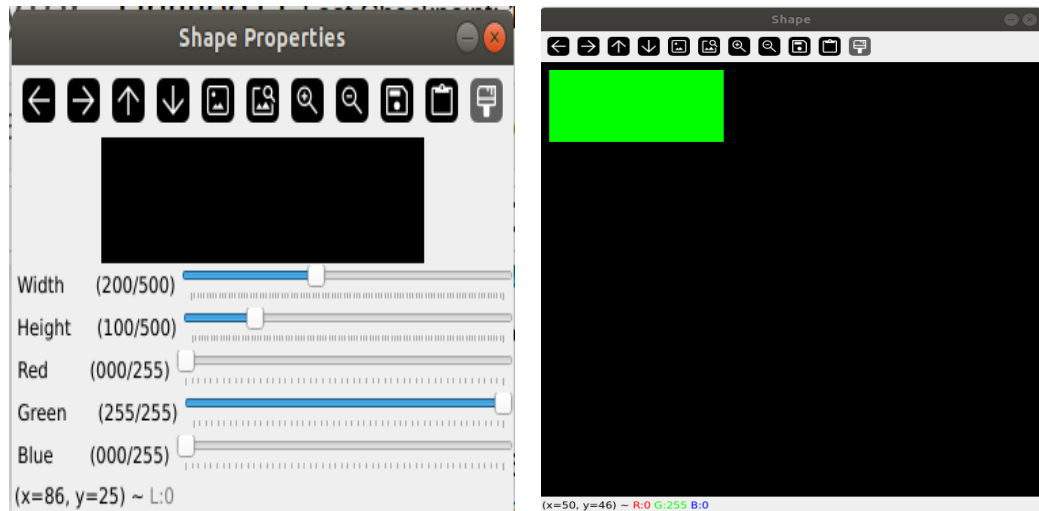 Shape Properties
Width (200/500)
Height (100/500)
Red (000/255)
Green (255/255)
Blue (000/255)
(x=86, y=25) ~ L:0
Shape
(x=50, y=46) ~ R:0 G:255 B:0